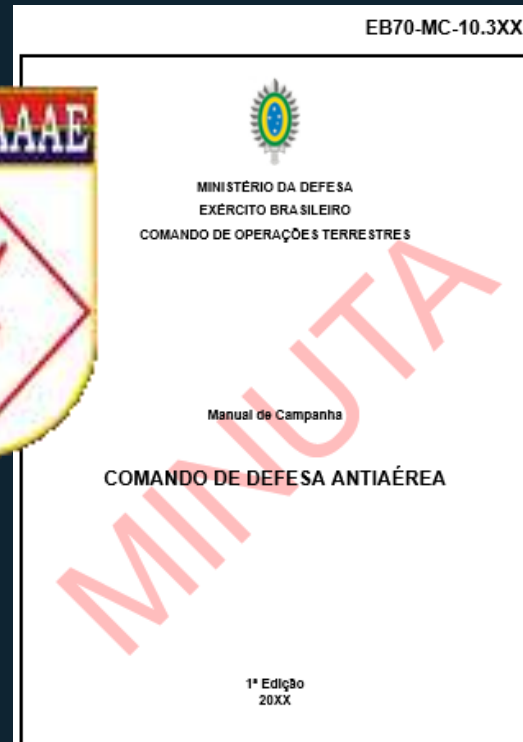 EB70-MC-10.3XX
AAAE
MINISTÉRIO DA DEFESA
EXÉRCITO BRASILEIRO
COMANDO DE OPERAÇÕES TERRESTRES
Manual de Campanha
COMANDO DE DEFESA ANTIAÉREA
MINUTA
1ª Edição
20XX